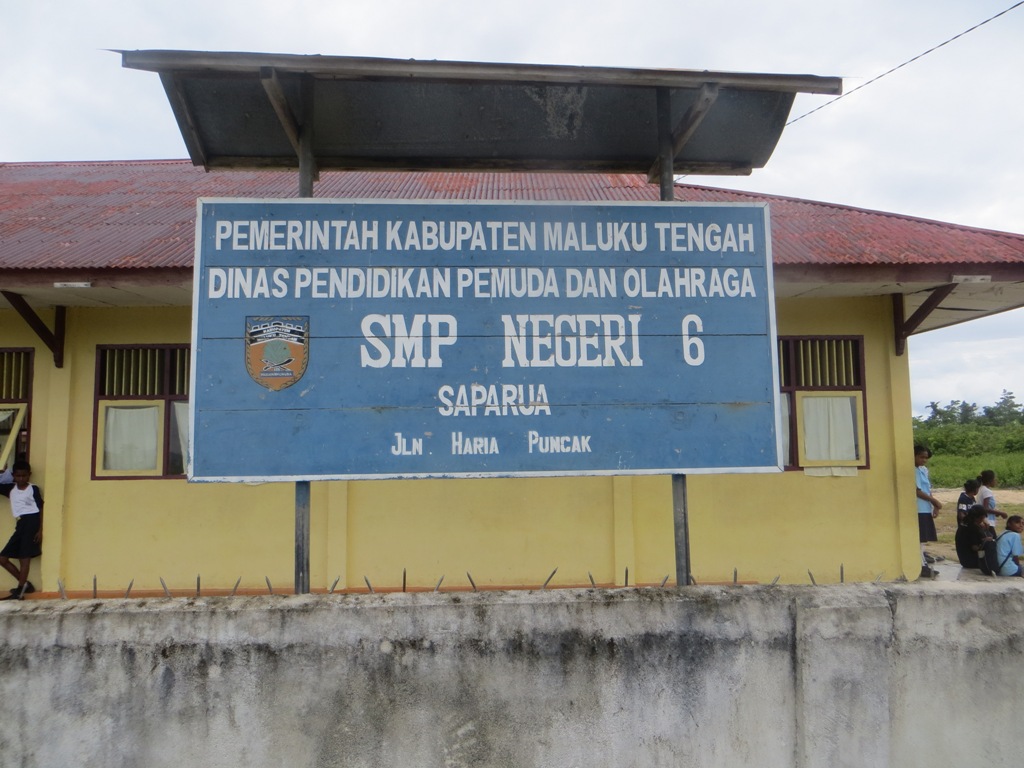 PEMERINTAH KABUPATEN MALUKU TENGAH
DINAS PENDIDIKAN PEMUDA DAN OLAHRAGA
SMP NEGERI 6
SAPARUA
JLN. HARIA PUNCAK